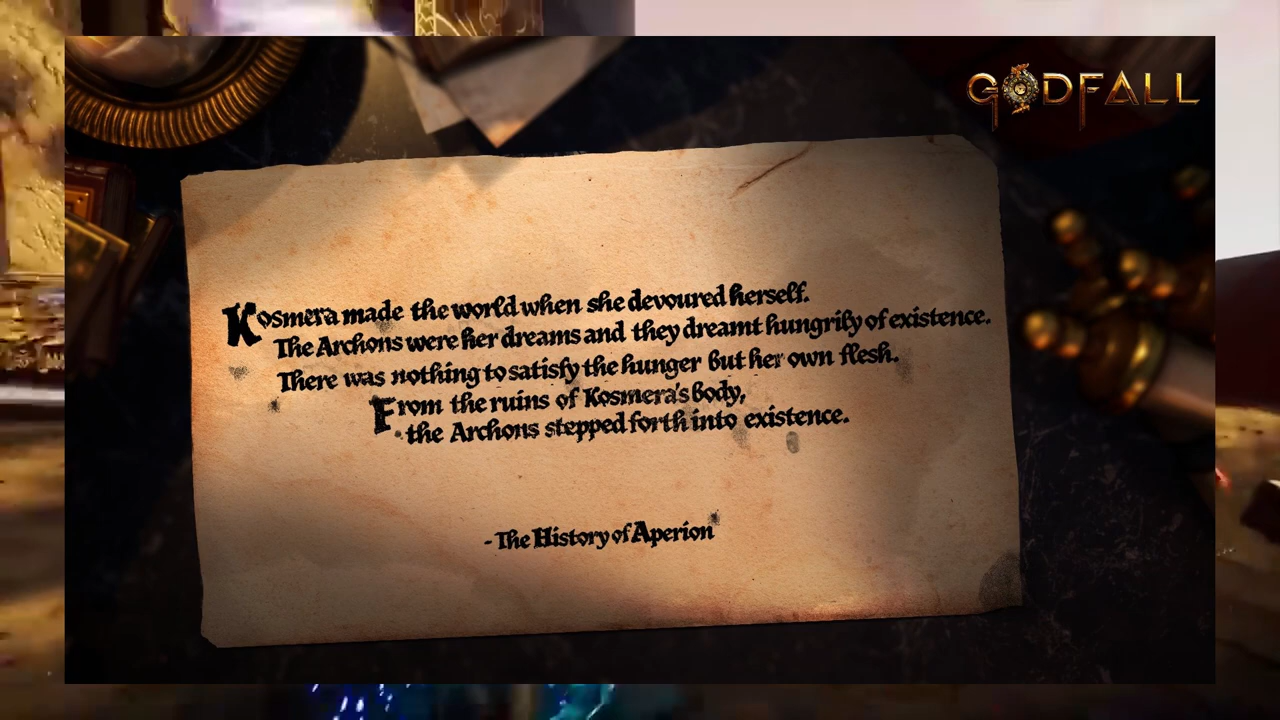 GODFALL
Kosmera made the world when she devoured herself.
The Archons were her dreams and they dreamt hungrily of existence.
There was nothing to satisfy the hunger but her own flesh.
From the ruins of Kosmera's body,
the Archons stepped forth into existence.
- The History of Aperion